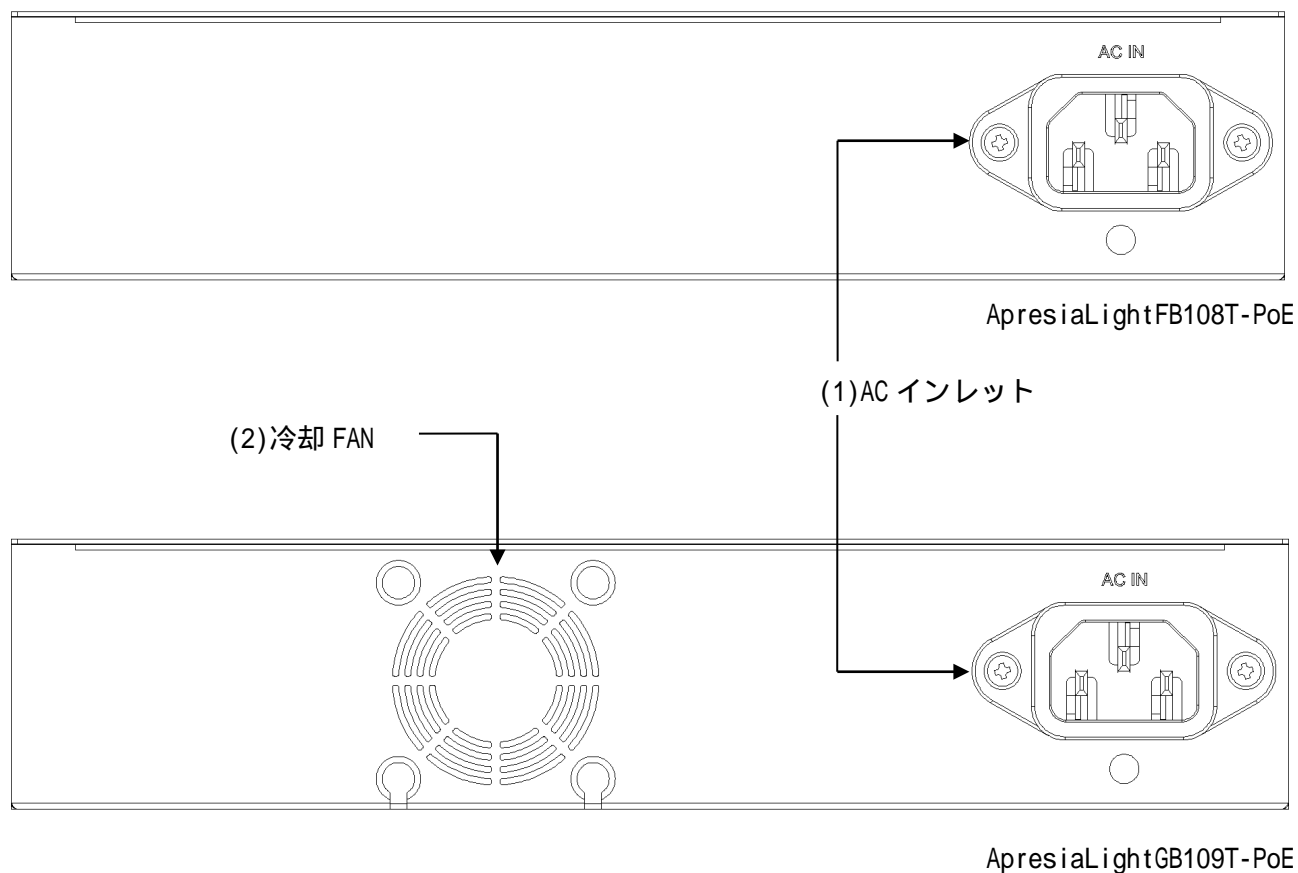 AC IN
ApresiaLightFB108T-PoE
(1)AC インレット
(2)冷却 FAN
AC IN
ApresiaLightGB109T-PoE